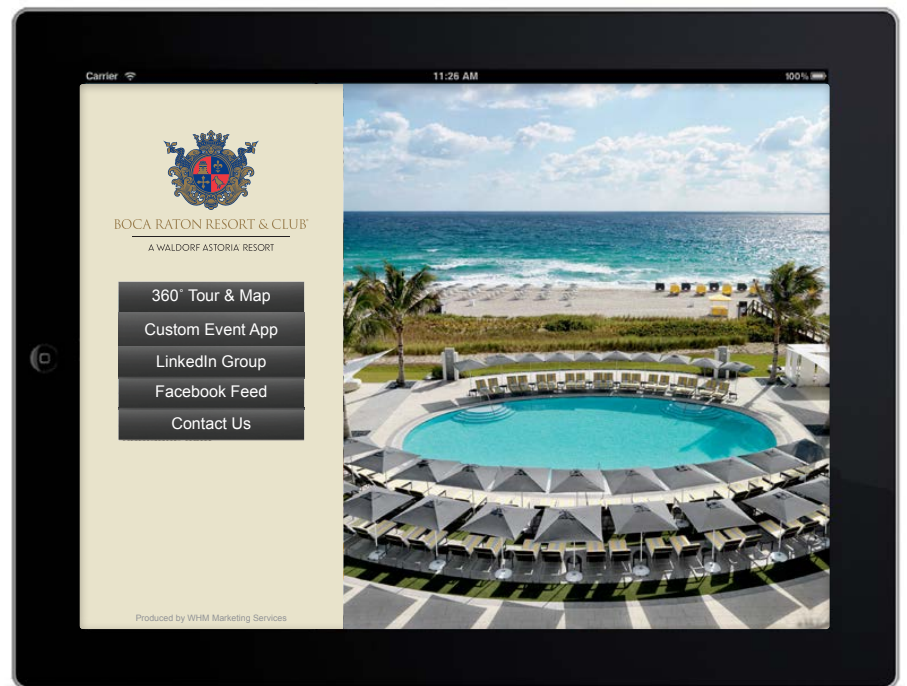 Carrier 11:26 AM 100%
BOCA RATON RESORT & CLUB®
A WALDORF ASTORIA RESORT
360° Tour & Map
Custom Event App
LinkedIn Group
Facebook Feed
Contact Us
Produced by WHM Marketing Services